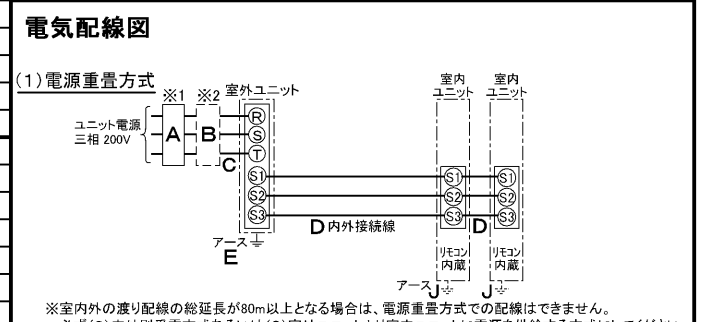 電気配線図
(1)電源重畳方式
※1 ※2 室外ユニット
室内
ユニット
室内
ユニット
ユニット電源
三相 200V
A
B
C
R
S
T
S1
S2
S3
S1
S2
S3
S1
S2
S3
D 内外接続線
D
アース
E
リモコン
内蔵
リモコン
内蔵
アース J
J
※室内外の渡り配線の総延長が80m以上となる場合は、電源重畳方式での配線はできません。